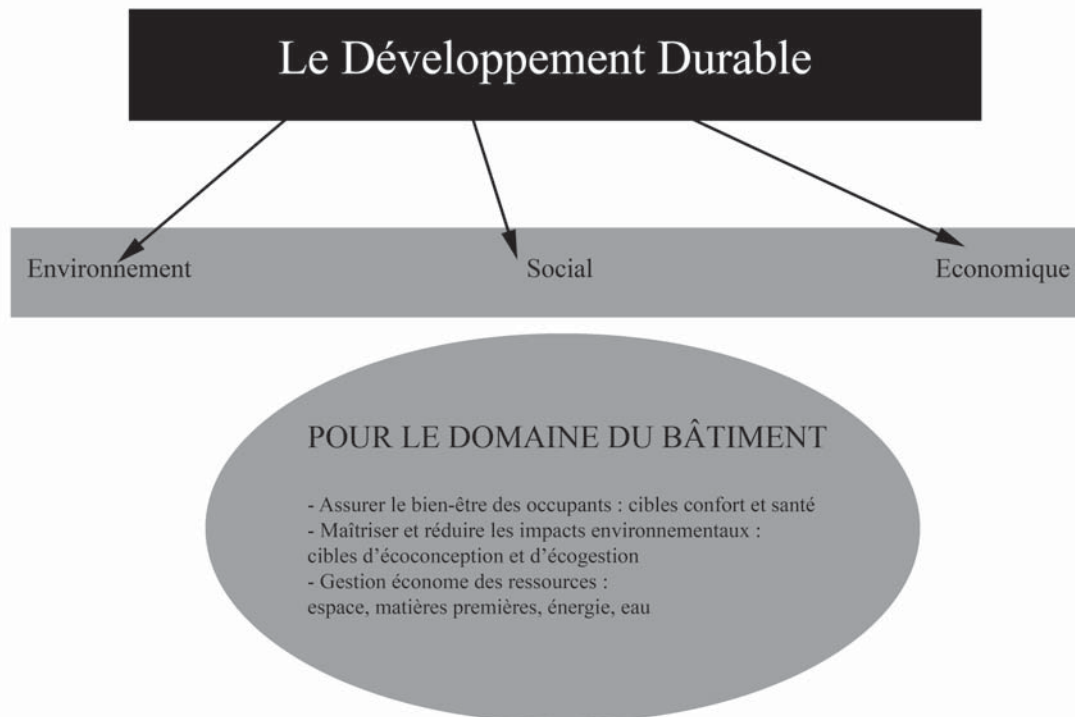 Le Développement Durable
Environnement
Social
Economique
POUR LE DOMAINE DU BÂTIMENT
- Assurer le bien-être des occupants : cibles confort et santé
- Maîtriser et réduire les impacts environnementaux :
cibles d’écoconception et d’écogestion
- Gestion économe des ressources :
espace, matières premières, énergie, eau